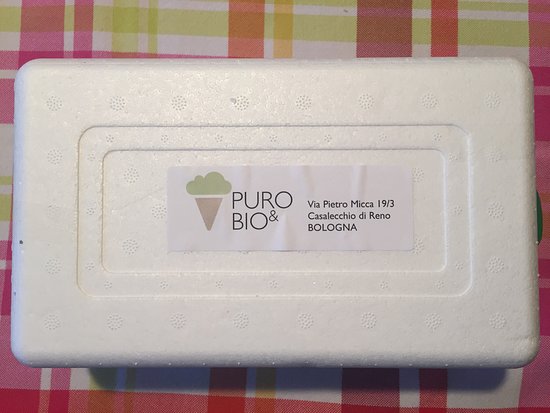 PURO
&BIO
Via Pietro Micca 19/3
Casalecchio di Reno
BOLOGNA